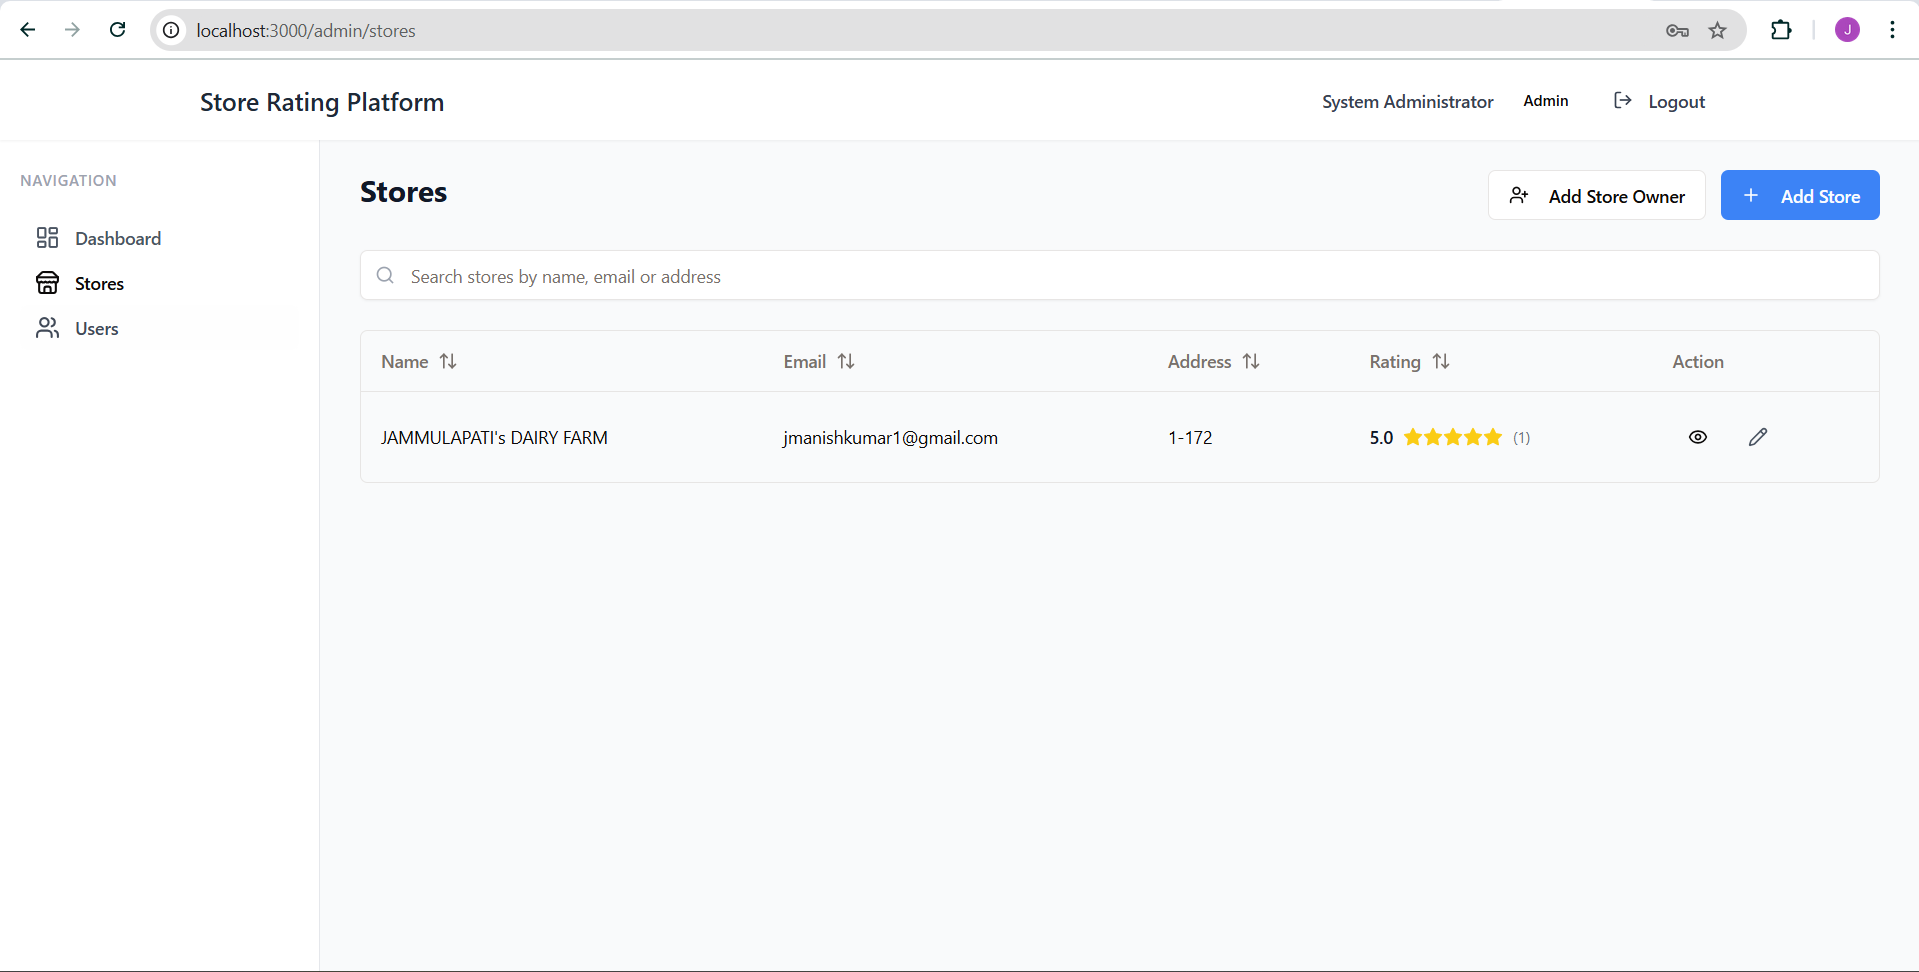 localhost:3000/admin/stores
J
Store Rating Platform
System Administrator Admin Logout
NAVIGATION
Dashboard
Stores
Users
Stores
Add Store Owner
Add Store
Search stores by name, email or address
Name Email Address Rating Action
JAMMULAPATI's DAIRY FARM jmanishkumar1@gmail.com 1-172 5.0 (1)